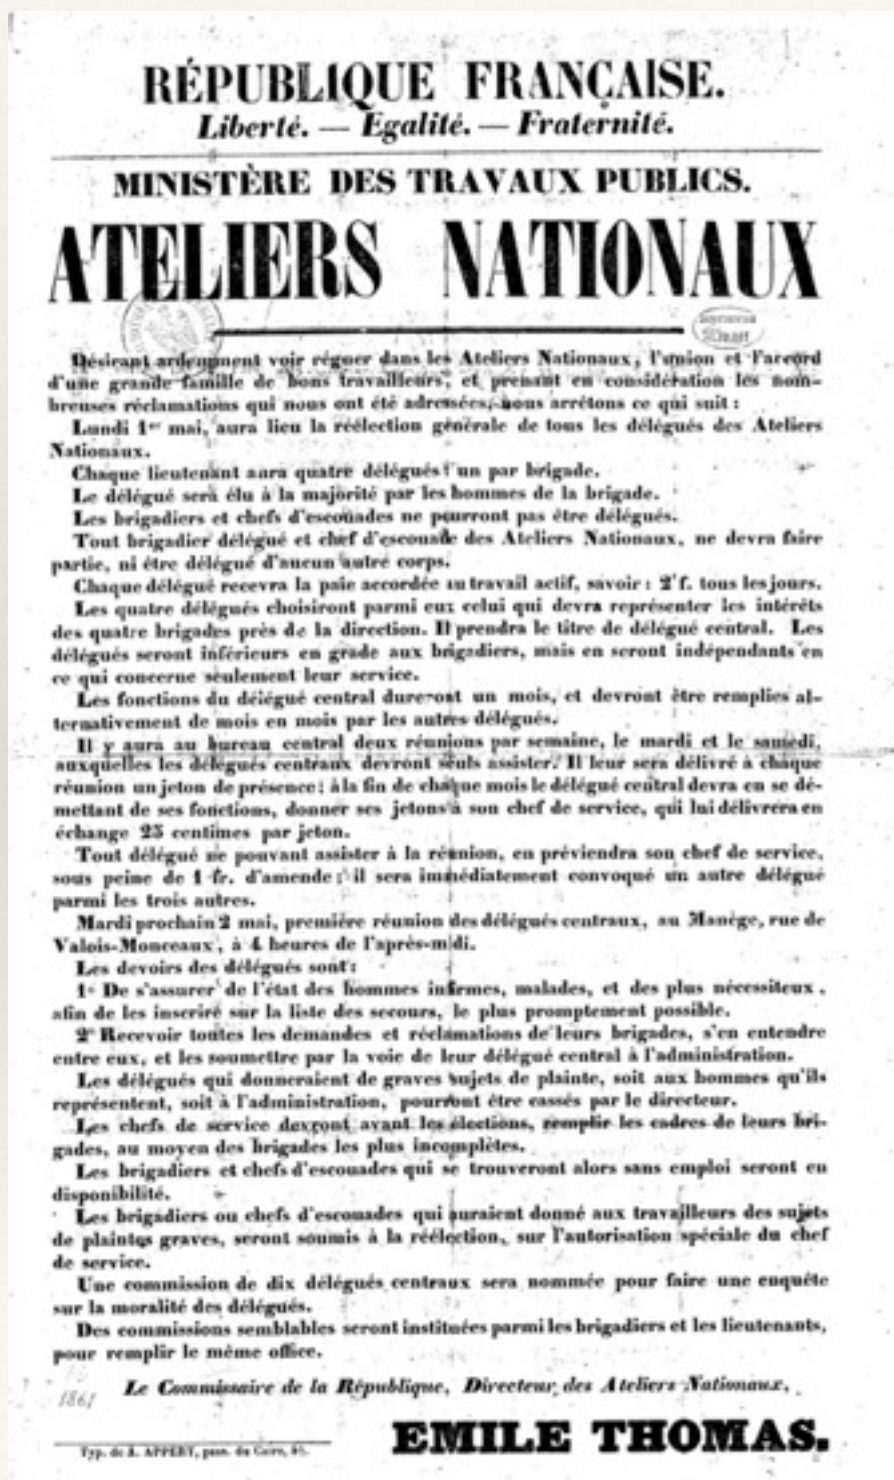 RÉPUBLIQUE FRANÇAISE.
Liberté. — Egalité. — Fraternité.
MINISTÈRE DES TRAVAUX PUBLICS.
ATELIERS NATIONAUX
Désirant ardemment voir régner dans les Ateliers Nationaux, l'union et l'accord
d'une grande famille de bons travailleurs, et prenant en considération les nom-
breuses réclamations qui nous ont été adressées, nous arrêtons ce qui suit :
Lundi 1er mai, aura lieu la réélection générale de tous les délégués des Ateliers
Nationaux.
Chaque lieutenant aura quatre délégués : un par brigade.
Le délégué sera élu à la majorité par les hommes de la brigade.
Les brigadiers et chefs d'escouades ne pourront pas être délégués.
Tout brigadier délégué et chef d'escouade des Ateliers Nationaux, ne devra faire
partie, ni être délégué d'aucun autre corps.
Chaque délégué recevra la paie accordée au travail actif, savoir : 2 f. tous les jours.
Les quatre délégués choisiront parmi eux celui qui devra représenter les intérêts
des quatre brigades près de la direction. Il prendra le titre de délégué central. Les
délégués seront inférieurs en grade aux brigadiers, mais en seront indépendants en
ce qui concerne seulement leur service.
Les fonctions du délégué central dureront un mois, et devront être remplies al-
ternativement de mois en mois par les autres délégués.
Il y aura au bureau central deux réunions par semaine, le mardi et le samedi,
auxquelles les délégués centraux devront seuls assister. Il leur sera délivré à chaque
réunion un jeton de présence ; à la fin de chaque mois le délégué central devra en se dé-
mettant de ses fonctions, donner ses jetons à son chef de service, qui lui délivrera en
échange 25 centimes par jeton.
Tout délégué ne pouvant assister à la réunion, en préviendra son chef de service,
sous peine de 1 fr. d'amende ; il sera immédiatement convoqué un autre délégué
parmi les trois autres.
Mardi prochain 2 mai, première réunion des délégués centraux, au Manège, rue de
Valois-Monceaux, à 4 heures de l'après-midi.
Les devoirs des délégués sont :
1° De s'assurer de l'état des hommes infirmes, malades, et des plus nécessiteux,
afin de les inscrire sur la liste des secours, le plus promptement possible.
2° Recevoir toutes les demandes et réclamations de leurs brigades, s'en entendre
entre eux, et les soumettre par la voie de leur délégué central à l'administration.
Les délégués qui donneraient de graves sujets de plainte, soit aux hommes qu'ils
représentent, soit à l'administration, pourront être cassés par le directeur.
Les chefs de service devront avant les élections, remplir les cadres de leurs bri-
gades, au moyen des brigades les plus incomplètes.
Les brigadiers et chefs d'escouades qui se trouveront alors sans emploi seront en
disponibilité.
Les brigadiers ou chefs d'escouades qui auraient donné aux travailleurs des sujets
de plaintes graves, seront soumis à la réélection, sur l'autorisation spéciale du chef
de service.
Une commission de dix délégués centraux sera nommée pour faire une enquête
sur la moralité des délégués.
Des commissions semblables seront instituées parmi les brigadiers et les lieutenants,
pour remplir le même office.
Le Commissaire de la République, Directeur des Ateliers Nationaux,
1861
EMILE THOMAS.
Typ. de A. APPERT, pass. du Caire,